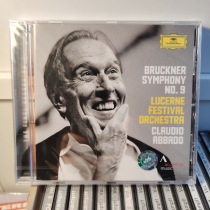 BRUCKNER
SYMPHONY
NO. 9
LUCERNE
FESTIVAL
ORCHESTRA
CLAUDIO
ABBADO